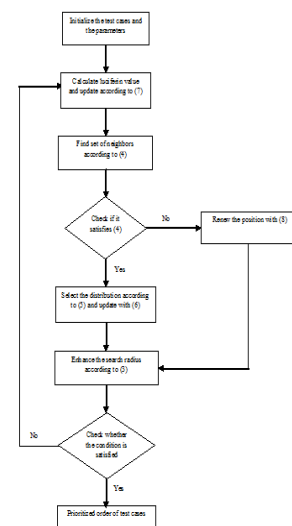 Initialize the test cases and
the parameters
Calculate luciferin value
and update according to (7)
Find set of neighbors
according to (4)
Check if it
satisfies (4)
No
Renew the position with (8)
Yes
Select the distribution according
to (5) and update with (6)
Enhance the search radius
according to (3)
No
Check whether
the condition is
satisfied
Yes
Prioritized order of test cases